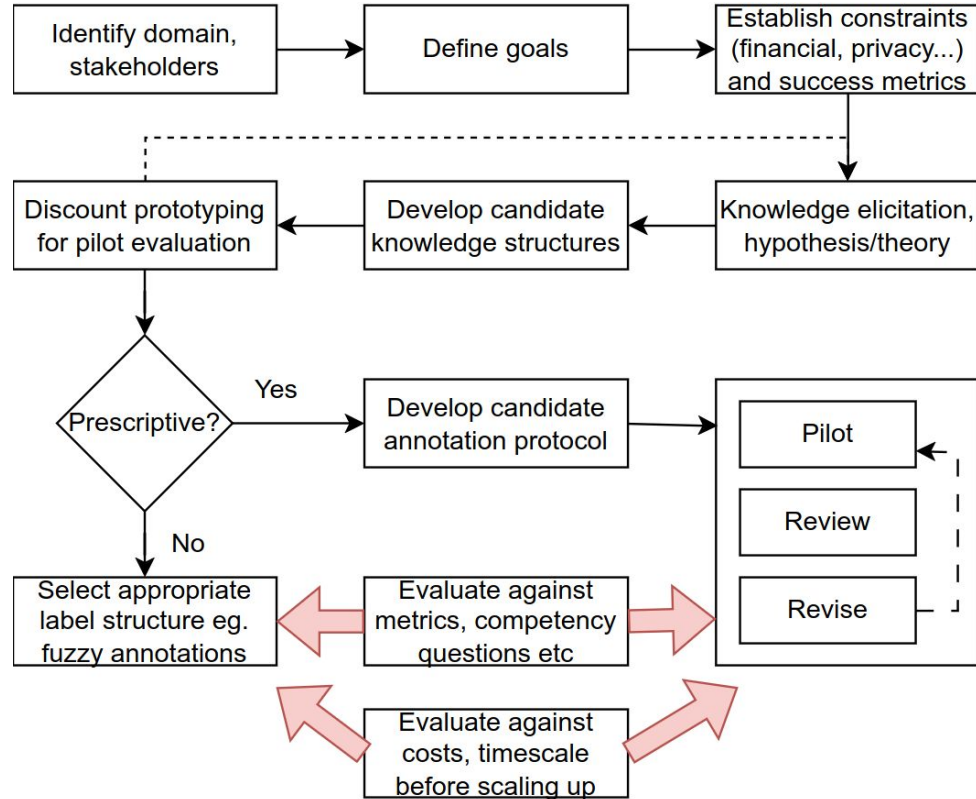 Identify domain,
stakeholders
Define goals
Establish constraints
(financial, privacy...)
and success metrics
Discount prototyping
for pilot evaluation
Develop candidate
knowledge structures
Knowledge elicitation,
hypothesis/theory
Prescriptive?
Yes
Develop candidate
annotation protocol
Pilot
Review
Revise
No
Select appropriate
label structure eg.
fuzzy annotations
Evaluate against
metrics, competency
questions etc
Evaluate against
costs, timescale
before scaling up